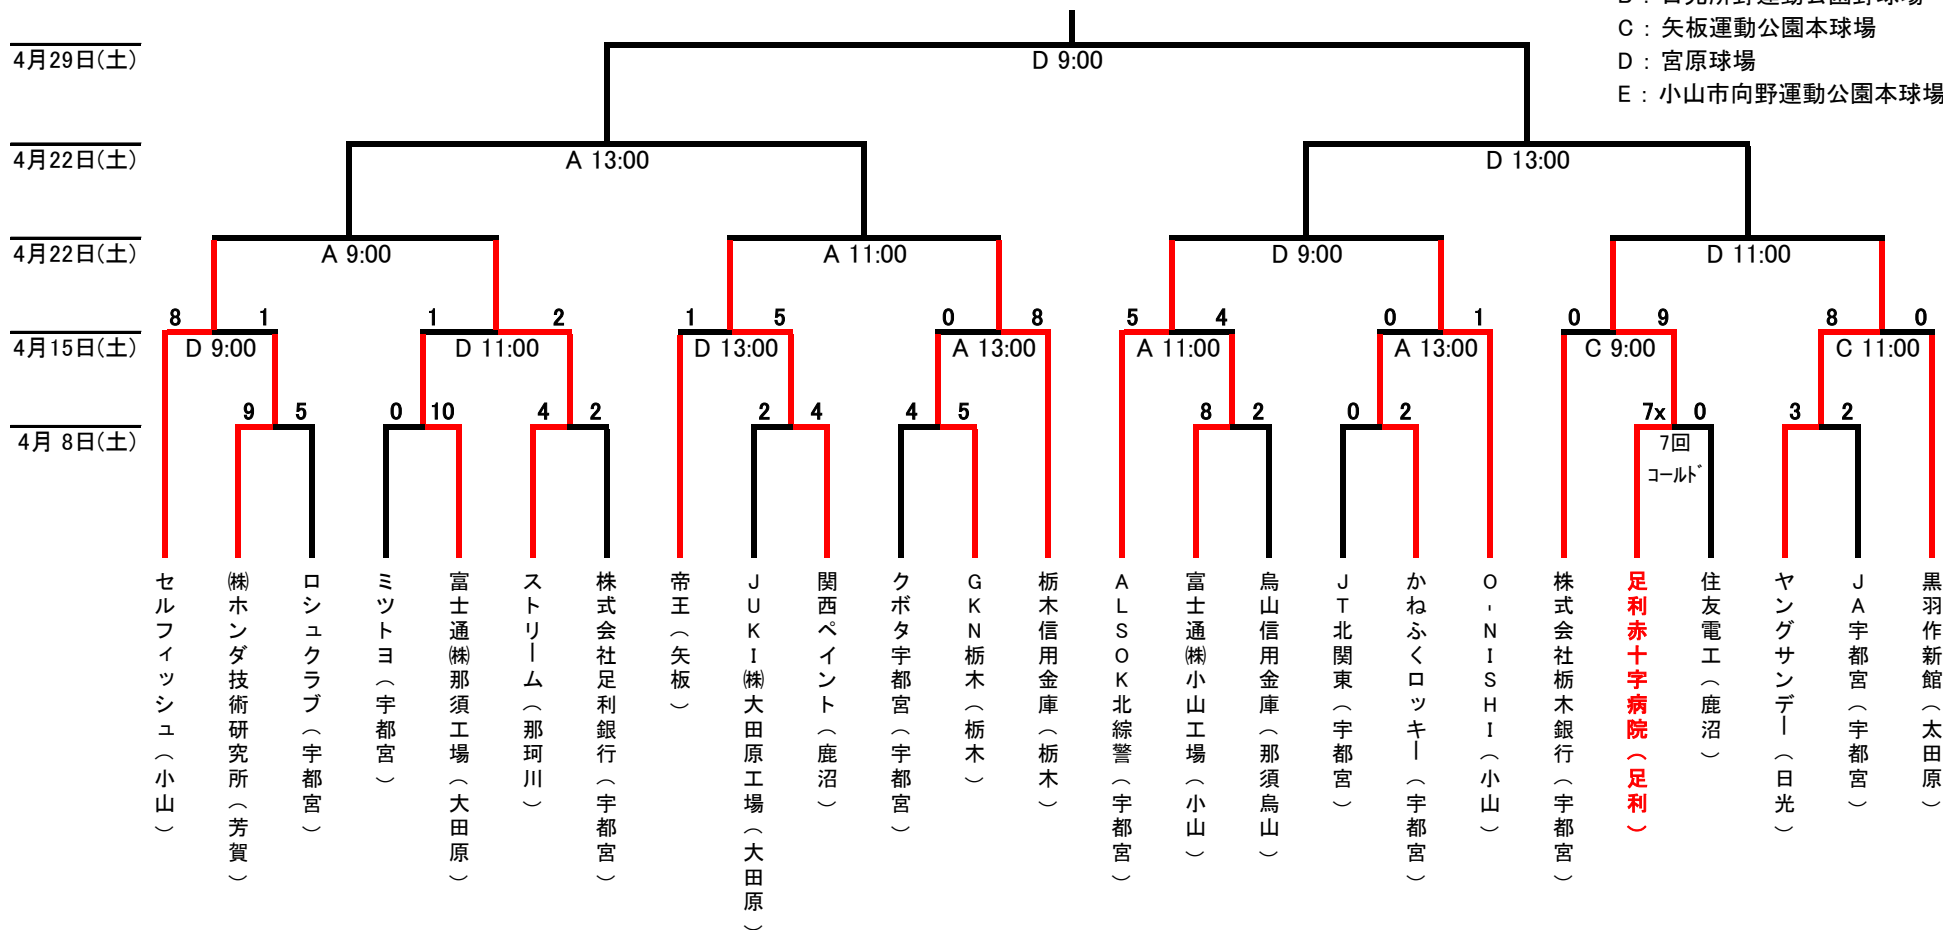 C : 矢板運動公園本球場
D : 宮原球場
E : 小山市向野運動公園本球場
4月29日(土)
D 9:00
4月22日(土)
A 13:00
D 13:00
4月22日(土)
A 9:00
A 11:00
D 9:00
D 11:00
8 1 1 2 1 5 0 8 5 4 0 1 0 9 8 0
4月15日(土)
D 9:00
D 11:00
D 13:00
A 13:00
A 11:00
A 13:00
C 9:00
C 11:00
9 5 0 10 4 2 2 4 4 5 8 2 0 2 7x 0 3 2
4月 8日(土)
7回
コールド
セルフィッシュ(小山)
㈱ホンダ技術研究所(芳賀)
ロシュクラブ(宇都宮)
ミツトヨ(宇都宮)
富士通㈱那須工場(大田原)
ストリーム(那珂川)
株式会社足利銀行(宇都宮)
帝王(矢板)
JUKI㈱大田原工場(大田原)
関西ペイント(鹿沼)
クボタ宇都宮(宇都宮)
GKN栃木(栃木)
栃木信用金庫(栃木)
ALSOK北綜警(宇都宮)
富士通㈱小山工場(小山)
烏山信用金庫(那須烏山)
JT北関東(宇都宮)
かねふくロッキー(宇都宮)
O-NISHI(小山)
株式会社栃木銀行(宇都宮)
足利赤十字病院(足利)
住友電工(鹿沼)
ヤングサンデー(日光)
JA宇都宮(宇都宮)
黒羽作新館(太田原)